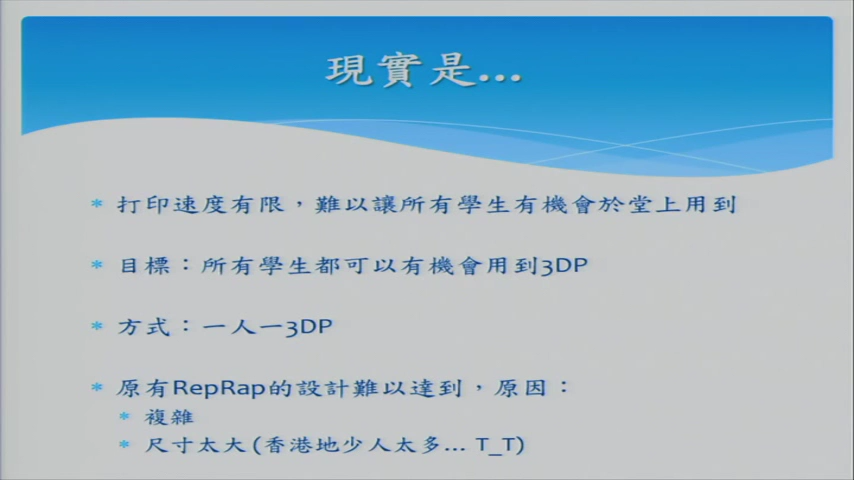 現實是...
* 打印速度有限，難以讓所有學生有機會於堂上用到
* 目標：所有學生都可以有機會用到3DP
* 方式：一人一3DP
* 原有RepRap的設計難以達到，原因：
* 複雜
* 尺寸太大 (香港地少人太多... T_T)